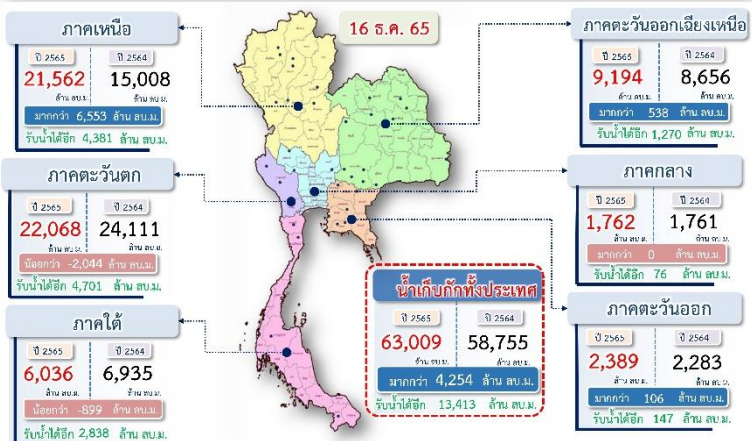 16 ธ.ค. 65
ภาคเหนือ
ปี 2565 ปี 2564
21,562 15,008
ล้าน ลบ.ม. ล้าน ลบ.ม.
มากกว่า 6,553 ล้าน ลบ.ม.
รับน้ำได้อีก 4,381 ล้าน ลบ.ม.
ภาคตะวันตก
ปี 2565 ปี 2564
22,068 24,111
ล้าน ลบ.ม. ล้าน ลบ.ม.
น้อยกว่า -2,044 ล้าน ลบ.ม.
รับน้ำได้อีก 4,701 ล้าน ลบ.ม.
ภาคใต้
ปี 2565 ปี 2564
6,036 6,935
ล้าน ลบ.ม. ล้าน ลบ.ม.
น้อยกว่า -899 ล้าน ลบ.ม.
รับน้ำได้อีก 2,838 ล้าน ลบ.ม.
น้ำเก็บกักทั้งประเทศ
ปี 2565 ปี 2564
63,009 58,755
ล้าน ลบ.ม. ล้าน ลบ.ม.
มากกว่า 4,254 ล้าน ลบ.ม.
รับน้ำได้อีก 13,413 ล้าน ลบ.ม.
ภาคตะวันออกเฉียงเหนือ
ปี 2565 ปี 2564
9,194 8,656
ล้าน ลบ.ม. ล้าน ลบ.ม.
มากกว่า 538 ล้าน ลบ.ม.
รับน้ำได้อีก 1,270 ล้าน ลบ.ม.
ภาคกลาง
ปี 2565 ปี 2564
1,762 1,761
ล้าน ลบ.ม. ล้าน ลบ.ม.
มากกว่า 0 ล้าน ลบ.ม.
รับน้ำได้อีก 76 ล้าน ลบ.ม.
ภาคตะวันออก
ปี 2565 ปี 2564
2,389 2,283
ล้าน ลบ.ม. ล้าน ลบ.ม.
มากกว่า 106 ล้าน ลบ.ม.
รับน้ำได้อีก 147 ล้าน ลบ.ม.